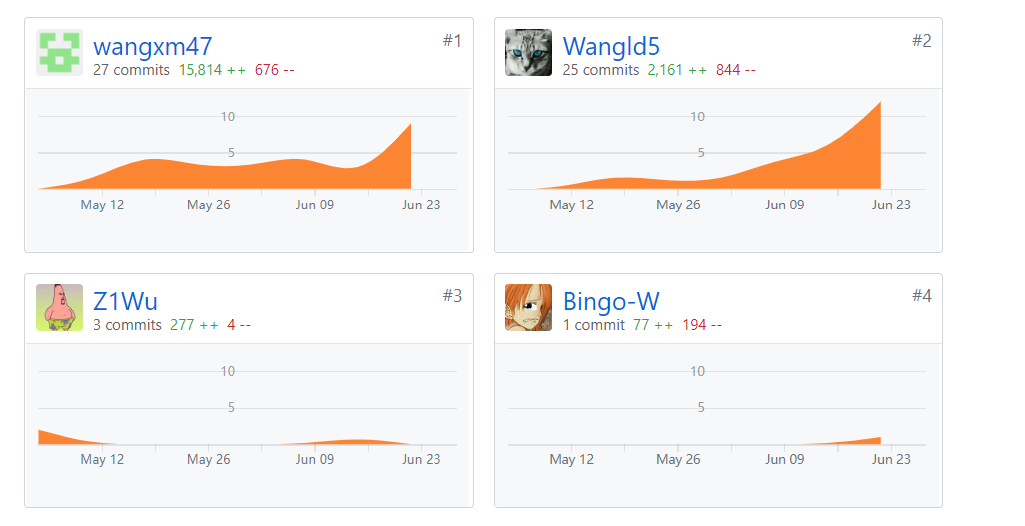 wangxm47
#1
27 commits 15,814 ++ 676 --
10
5
May 12 May 26 Jun 09 Jun 23
Wangld5
#2
25 commits 2,161 ++ 844 --
10
5
May 12 May 26 Jun 09 Jun 23
Z1Wu
#3
3 commits 277 ++ 4 --
10
5
May 12 May 26 Jun 09 Jun 23
Bingo-W
#4
1 commit 77 ++ 194 --
10
5
May 12 May 26 Jun 09 Jun 23